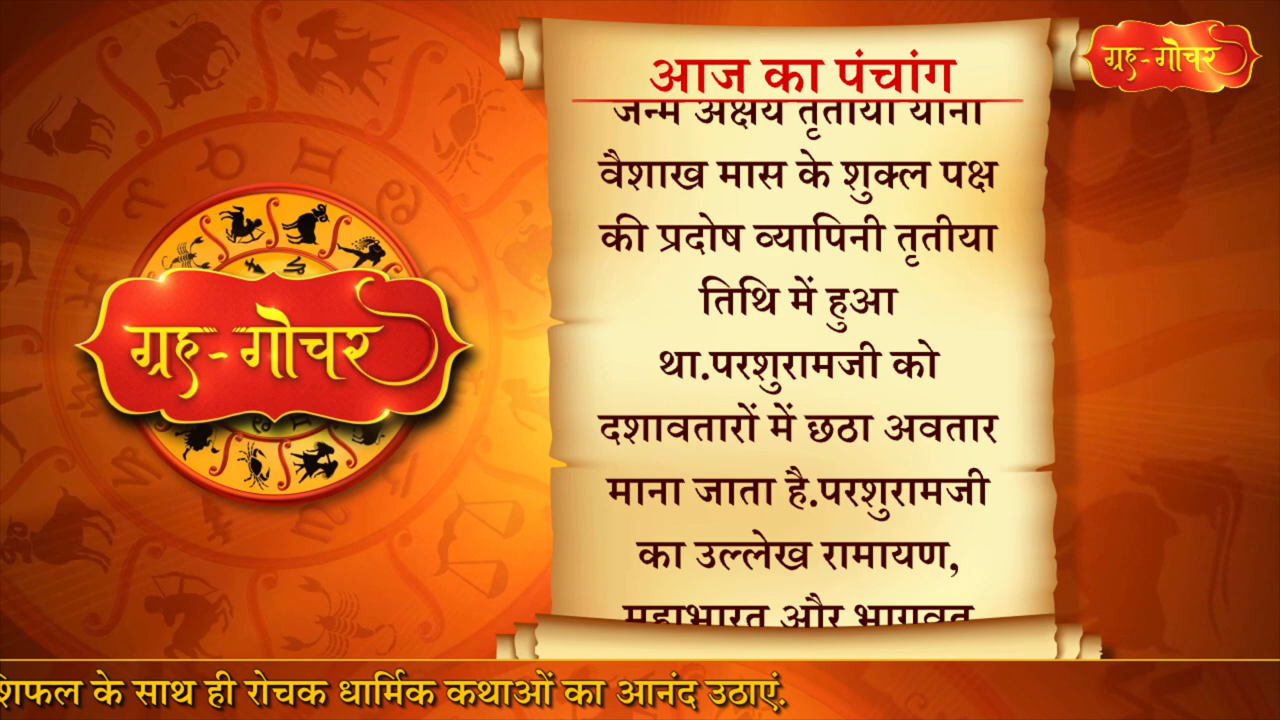 आज का पंचांग
ग्रह-गोचर
जन्म अक्षय तृतीया यानी
वैशाख मास के शुक्ल पक्ष
की प्रदोष व्यापिनी तृतीया
तिथि में हुआ
था.परशुरामजी को
दशावतारों में छठा अवतार
माना जाता है.परशुरामजी
का उल्लेख रामायण,
महाभारत और भागवत
ग्रह-गोचर
के साथ ही रोचक धार्मिक कथाओं का आनंद उठाएं.